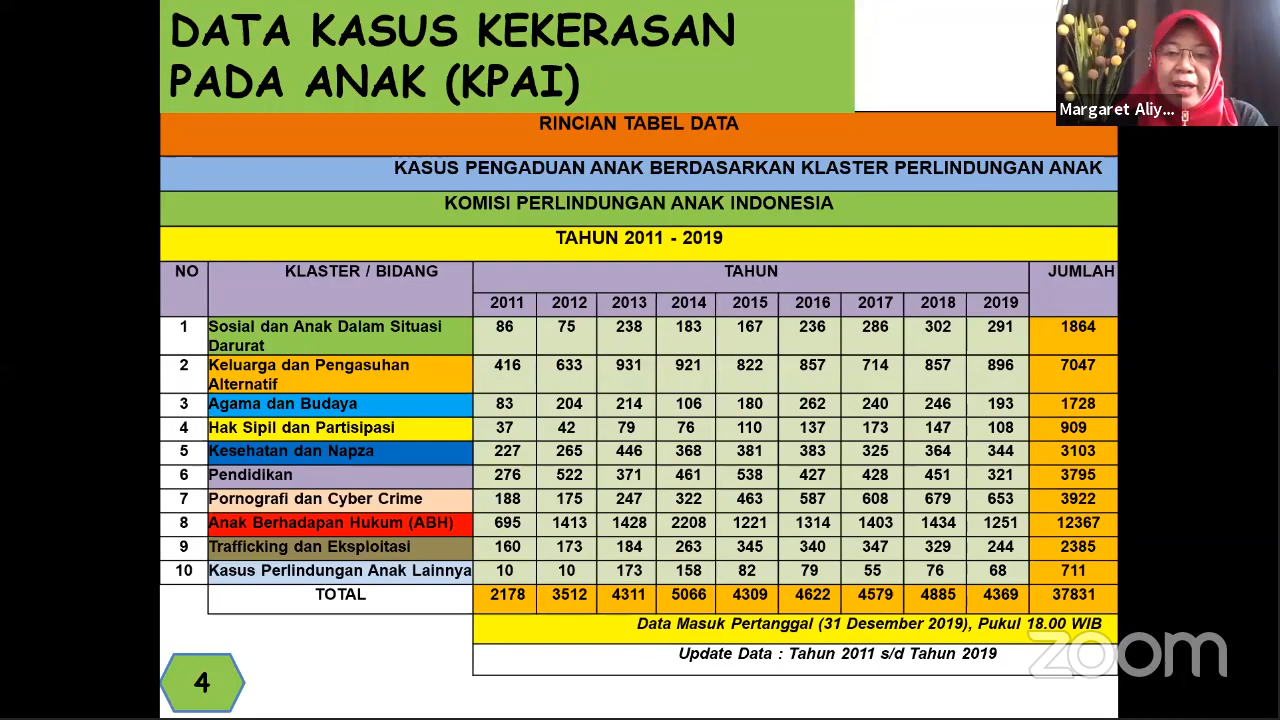 DATA KASUS KEKERASAN
PADA ANAK (KPAI)
Margaret Aliy...
RINCIAN TABEL DATA
KASUS PENGADUAN ANAK BERDASARKAN KLASTER PERLINDUNGAN ANAK
KOMISI PERLINDUNGAN ANAK INDONESIA
TAHUN 2011 - 2019
NO KLASTER / BIDANG TAHUN JUMLAH
2011 2012 2013 2014 2015 2016 2017 2018 2019
1 Sosial dan Anak Dalam Situasi 86 75 238 183 167 236 286 302 291 1864
Darurat
2 Keluarga dan Pengasuhan 416 633 931 921 822 857 714 857 896 7047
Alternatif
3 Agama dan Budaya 83 204 214 106 180 262 240 246 193 1728
4 Hak Sipil dan Partisipasi 37 42 79 76 110 137 173 147 108 909
5 Kesehatan dan Napza 227 265 446 368 381 383 325 364 344 3103
6 Pendidikan 276 522 371 461 538 427 428 451 321 3795
7 Pornografi dan Cyber Crime 188 175 247 322 463 587 608 679 653 3922
8 Anak Berhadapan Hukum (ABH) 695 1413 1428 2208 1221 1314 1403 1434 1251 12367
9 Trafficking dan Eksploitasi 160 173 184 263 345 340 347 329 244 2385
10 Kasus Perlindungan Anak Lainnya 10 10 173 158 82 79 55 76 68 711
TOTAL 2178 3512 4311 5066 4309 4622 4579 4885 4369 37831
Data Masuk Pertanggal (31 Desember 2019), Pukul 18.00 WIB
Update Data : Tahun 2011 s/d Tahun 2019
zoom
4